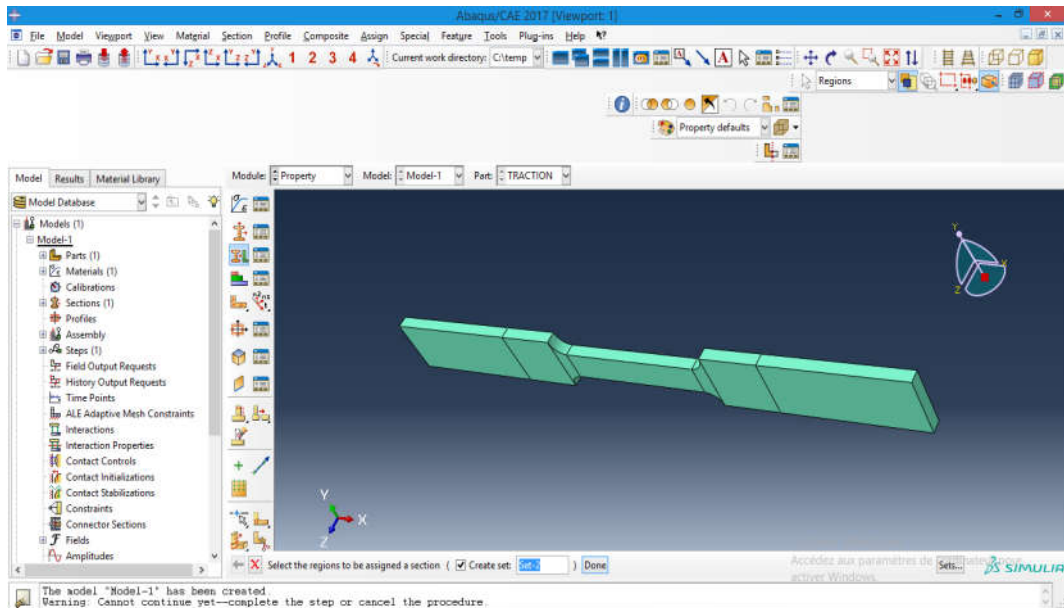 Abaqus/CAE 2017 [Viewport: 1]
File Model Viewport View Material Section Profile Composite Assign Special Feature Tools Plug-ins Help
1 2 3 4 Current work directory: C:\temp
Regions
Property defaults
Model Results Material Library
Module: Property Model: Model-1 Part: TRACTION
Model Database
Models (1)
Model-1
Parts (1)
Materials (1)
Calibrations
Sections (1)
Profiles
Assembly
Steps (1)
Field Output Requests
History Output Requests
Time Points
ALE Adaptive Mesh Constraints
Interactions
Interaction Properties
Contact Controls
Contact Initializations
Contact Stabilizations
Constraints
Connector Sections
Fields
Amplitudes
Y
X
Z
Y
X
Z
Select the regions to be assigned a section ( Create set: Set-2 ) Done
Accédez aux paramètres de
Sets...
activer Windows.
SIMULIA
The model "Model-1" has been created.
Warning: Cannot continue yet--complete the step or cancel the procedure.